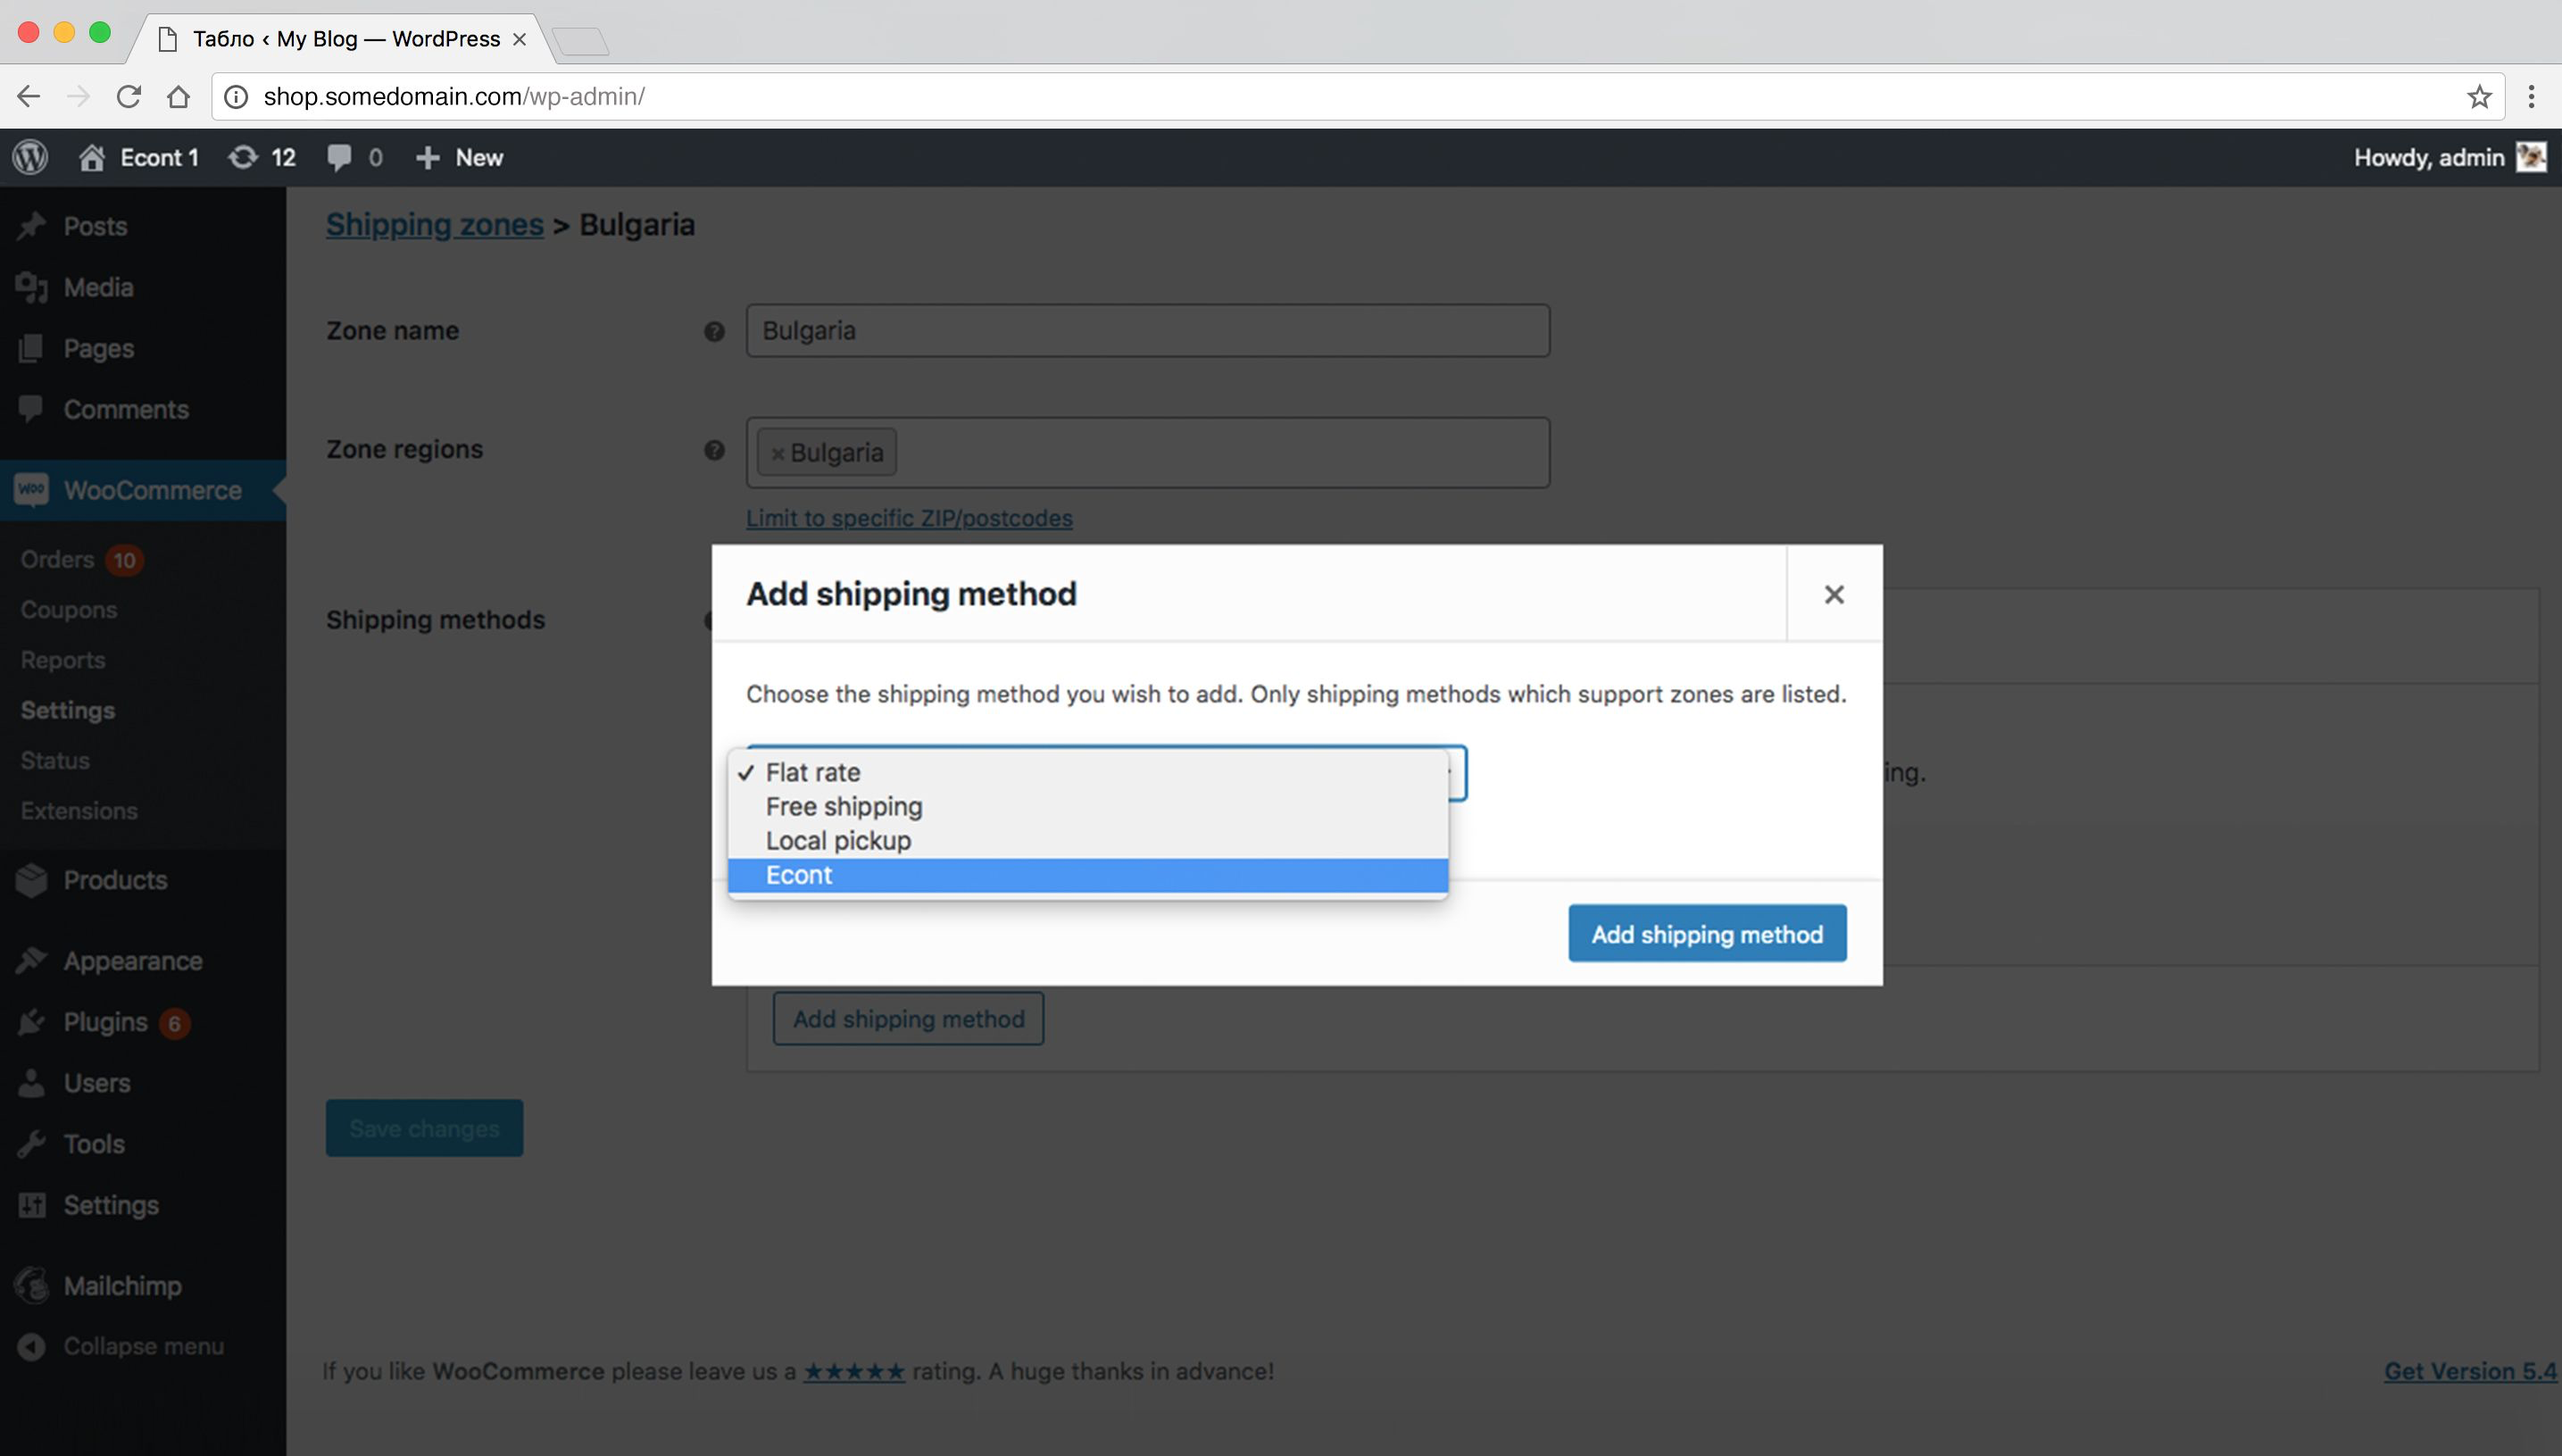 Табло ‹ My Blog — WordPress
shop.somedomain.com/wp-admin/
Econt 1 12 0 New
Howdy, admin
Posts
Media
Pages
Comments
WooCommerce
Orders 10
Coupons
Reports
Settings
Status
Extensions
Products
Appearance
Plugins 6
Users
Tools
Settings
Mailchimp
Collapse menu
Shipping zones > Bulgaria
Zone name
Bulgaria
Zone regions
× Bulgaria
Limit to specific ZIP/postcodes
Shipping methods
Add shipping method
Choose the shipping method you wish to add. Only shipping methods which support zones are listed.
ing.
✓ Flat rate
Free shipping
Local pickup
Econt
Add shipping method
Add shipping method
Save changes
If you like WooCommerce please leave us a ★★★★★ rating. A huge thanks in advance!
Get Version 5.4